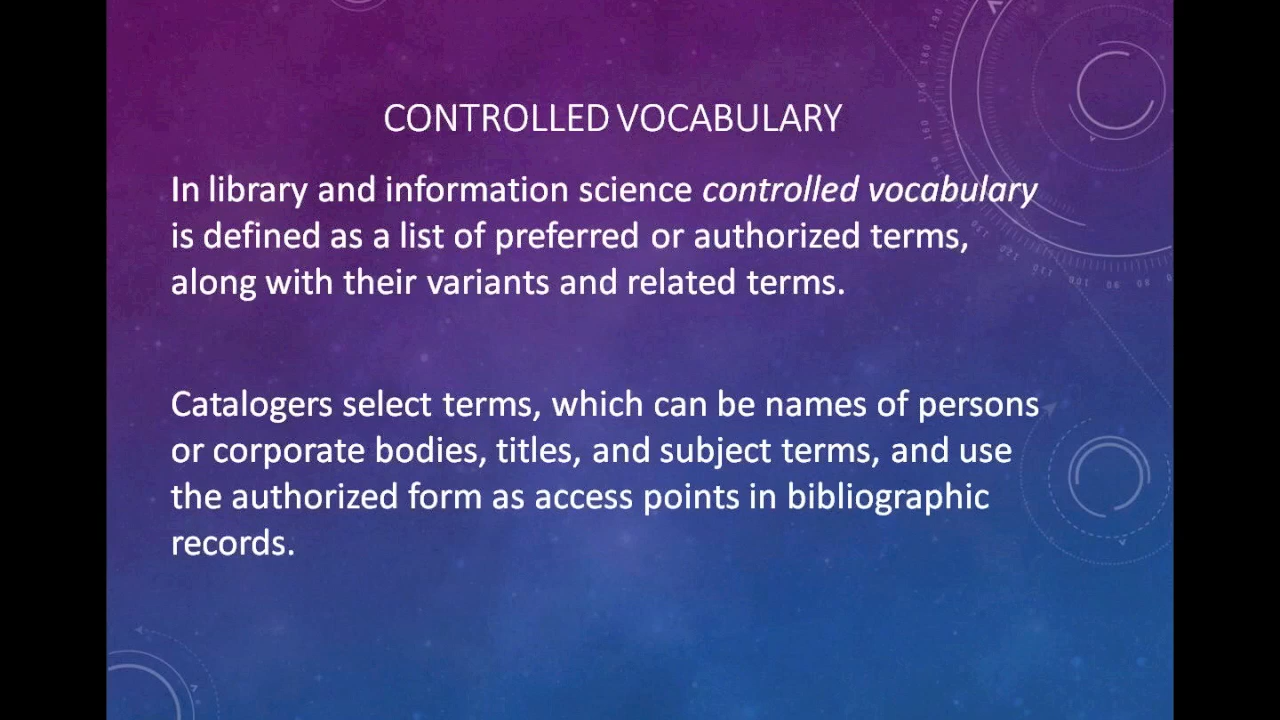 CONTROLLED VOCABULARY
In library and information science controlled vocabulary
is defined as a list of preferred or authorized terms,
along with their variants and related terms.
Catalogers select terms, which can be names of persons
or corporate bodies, titles, and subject terms, and use
the authorized form as access points in bibliographic
records.